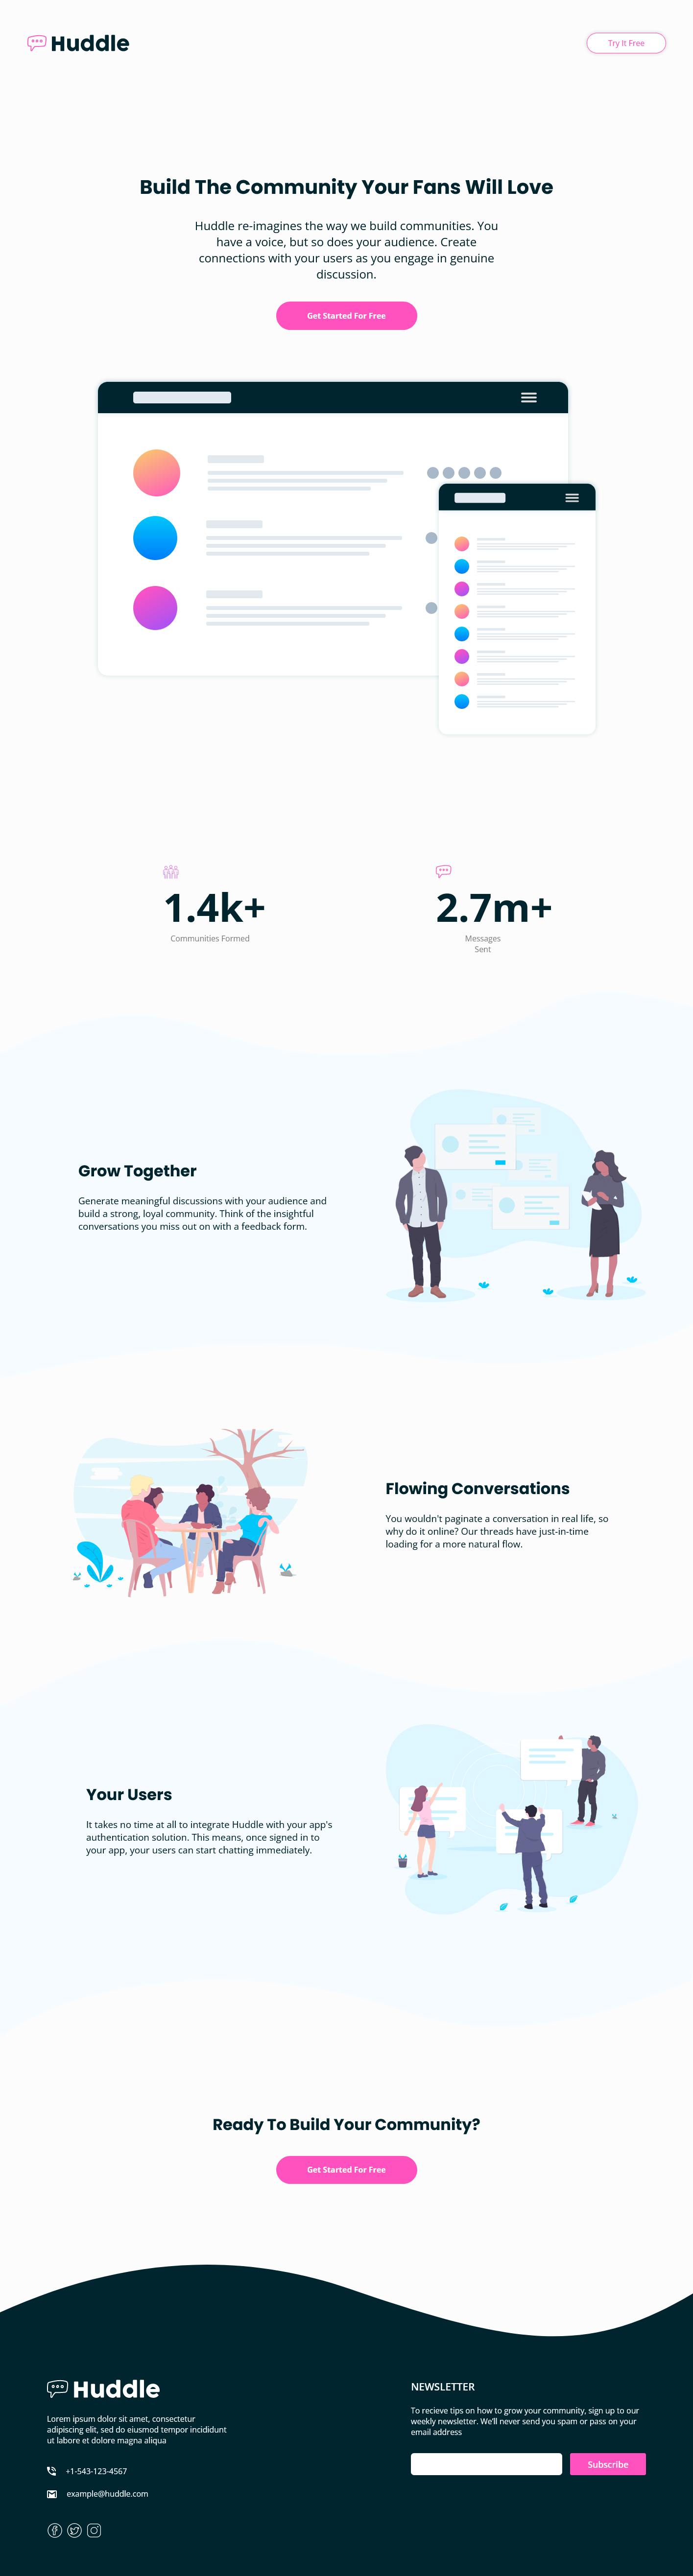 Huddle
Try It Free
Build The Community Your Fans Will Love
Huddle re-imagines the way we build communities. You
have a voice, but so does your audience. Create
connections with your users as you engage in genuine
discussion.
Get Started For Free
1.4k+
Communities Formed
2.7m+
Messages
Sent
Grow Together
Generate meaningful discussions with your audience and
build a strong, loyal community. Think of the insightful
conversations you miss out on with a feedback form.
Flowing Conversations
You wouldn't paginate a conversation in real life, so
why do it online? Our threads have just-in-time
loading for a more natural flow.
Your Users
It takes no time at all to integrate Huddle with your app's
authentication solution. This means, once signed in to
your app, your users can start chatting immediately.
Ready To Build Your Community?
Get Started For Free
Huddle
Lorem ipsum dolor sit amet, consectetur
adipiscing elit, sed do eiusmod tempor incididunt
ut labore et dolore magna aliqua
+1-543-123-4567
example@huddle.com
NEWSLETTER
To recieve tips on how to grow your community, sign up to our
weekly newsletter. We'll never send you spam or pass on your
email address
Subscribe